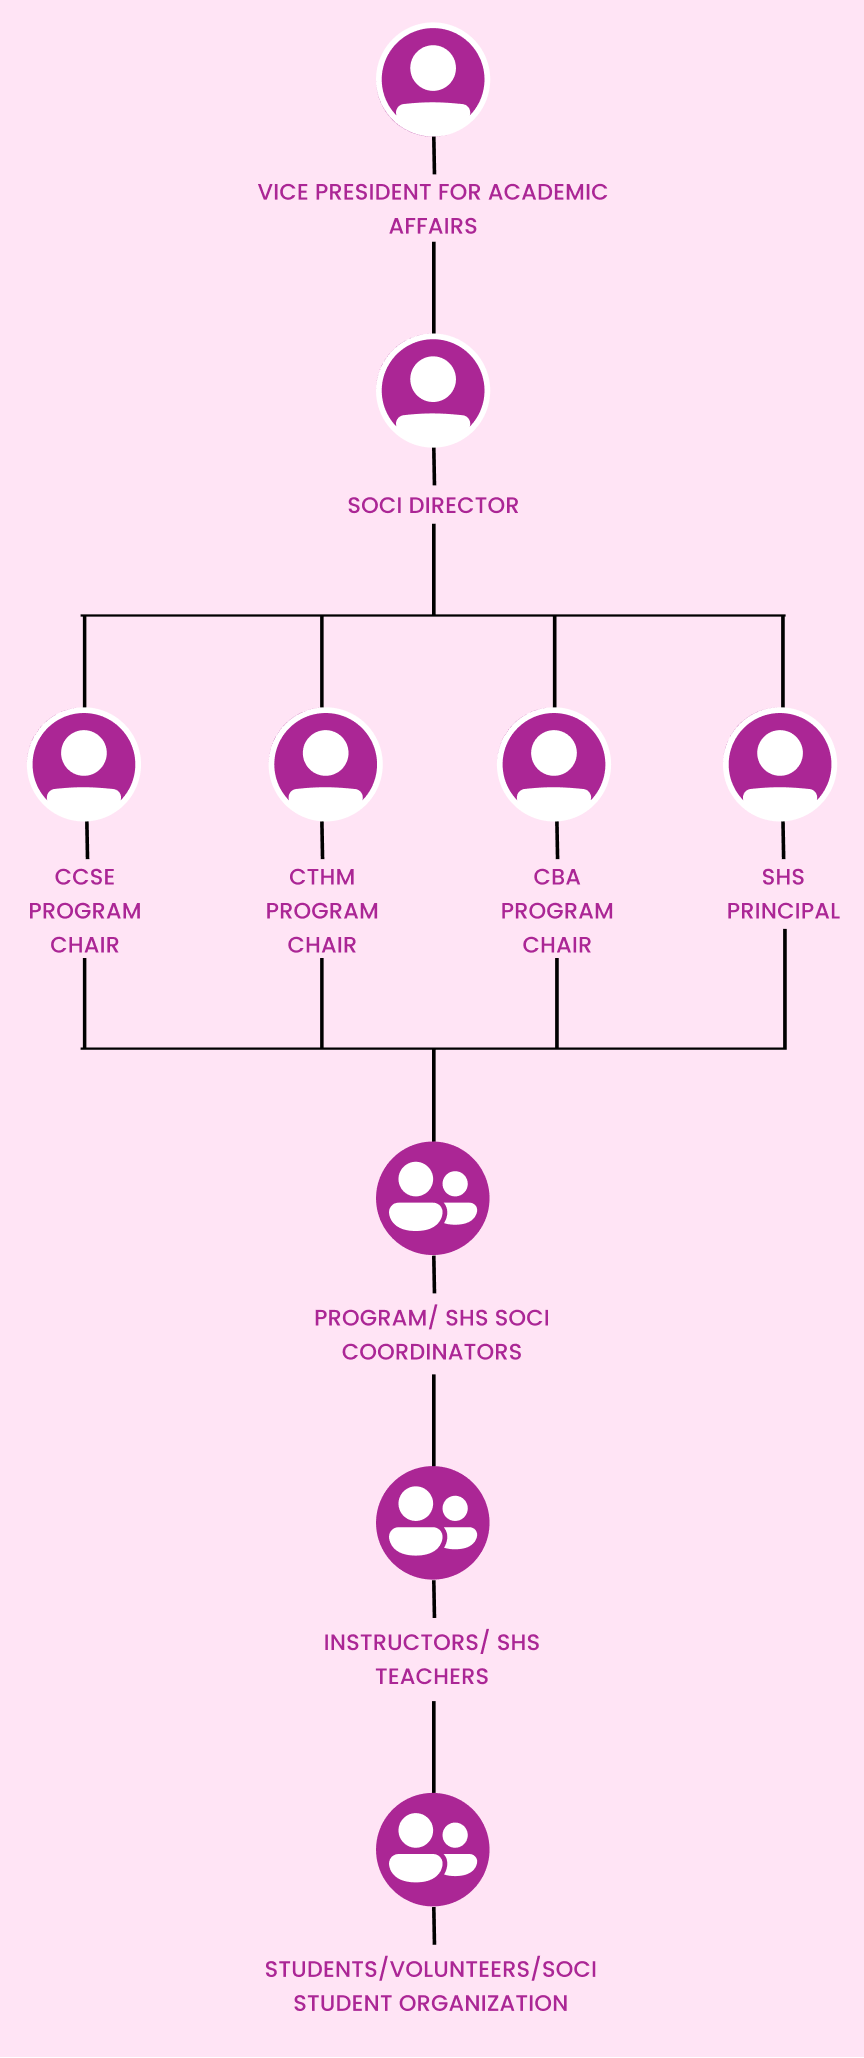 VICE PRESIDENT FOR ACADEMIC
AFFAIRS
SOCI DIRECTOR
CCSE
PROGRAM
CHAIR
CTHM
PROGRAM
CHAIR
CBA
PROGRAM
CHAIR
SHS
PRINCIPAL
PROGRAM/ SHS SOCI
COORDINATORS
INSTRUCTORS/ SHS
TEACHERS
STUDENTS/VOLUNTEERS/SOCI
STUDENT ORGANIZATION